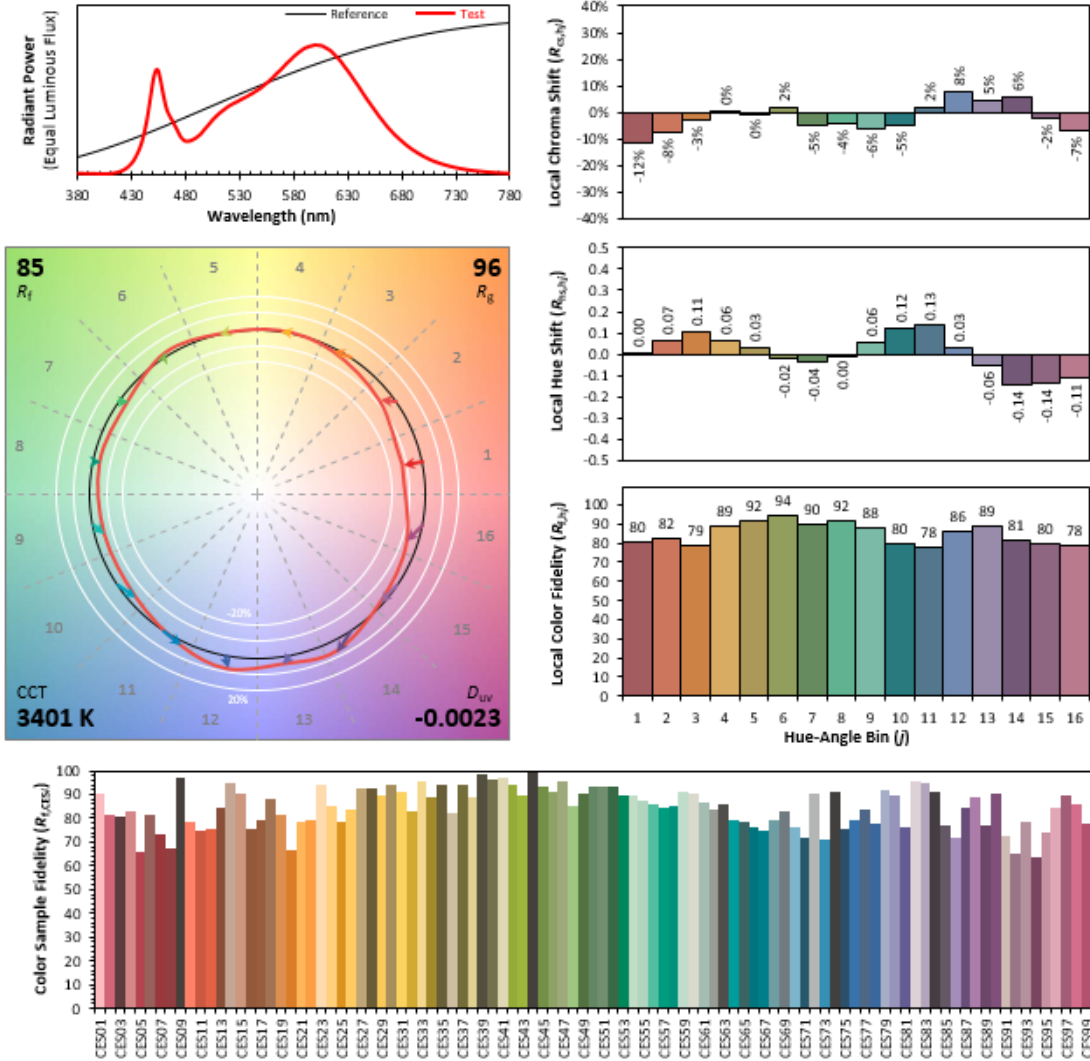 Reference Test
Radiant Power
(Equal Luminous Flux)
380 430 480 530 580 630 680 730 780
Wavelength (nm)
Local Chroma Shift (Rcs,hj)
40%
30%
20%
10%
0%
-10%
-20%
-30%
-40%
-12% -8% -3% 0% 0% 2% -5% -4% -6% -5% 2% 8% 5% 6% -2% -7%
85
Rf
96
Rg
5 4
6 3
7 2
8 1
9 16
10 15
11 14
12 13
-20%
20%
CCT
3401 K
Duv
-0.0023
Local Hue Shift (Rhs,hj)
0.5
0.4
0.3
0.2
0.1
0.0
-0.1
-0.2
-0.3
-0.4
-0.5
0.00 0.07 0.11 0.06 0.03 -0.02 -0.04 0.00 0.06 0.12 0.13 0.03 -0.06 -0.14 -0.14 -0.11
Local Color Fidelity (Rf,hj)
100
90
80
70
60
50
40
30
20
10
0
80 82 79 89 92 94 90 92 88 80 78 86 89 81 80 78
1 2 3 4 5 6 7 8 9 10 11 12 13 14 15 16
Hue-Angle Bin (j)
Color Sample Fidelity (Rf,CESi)
100
90
80
70
60
50
40
30
20
10
0
CES01 CES03 CES05 CES07 CES09 CES11 CES13 CES15 CES17 CES19 CES21 CES23 CES25 CES27 CES29 CES31 CES33 CES35 CES37 CES39 CES41 CES43 CES45 CES47 CES49 CES51 CES53 CES55 CES57 CES59 CES61 CES63 CES65 CES67 CES69 CES71 CES73 CES75 CES77 CES79 CES81 CES83 CES85 CES87 CES89 CES91 CES93 CES95 CES97 CES99